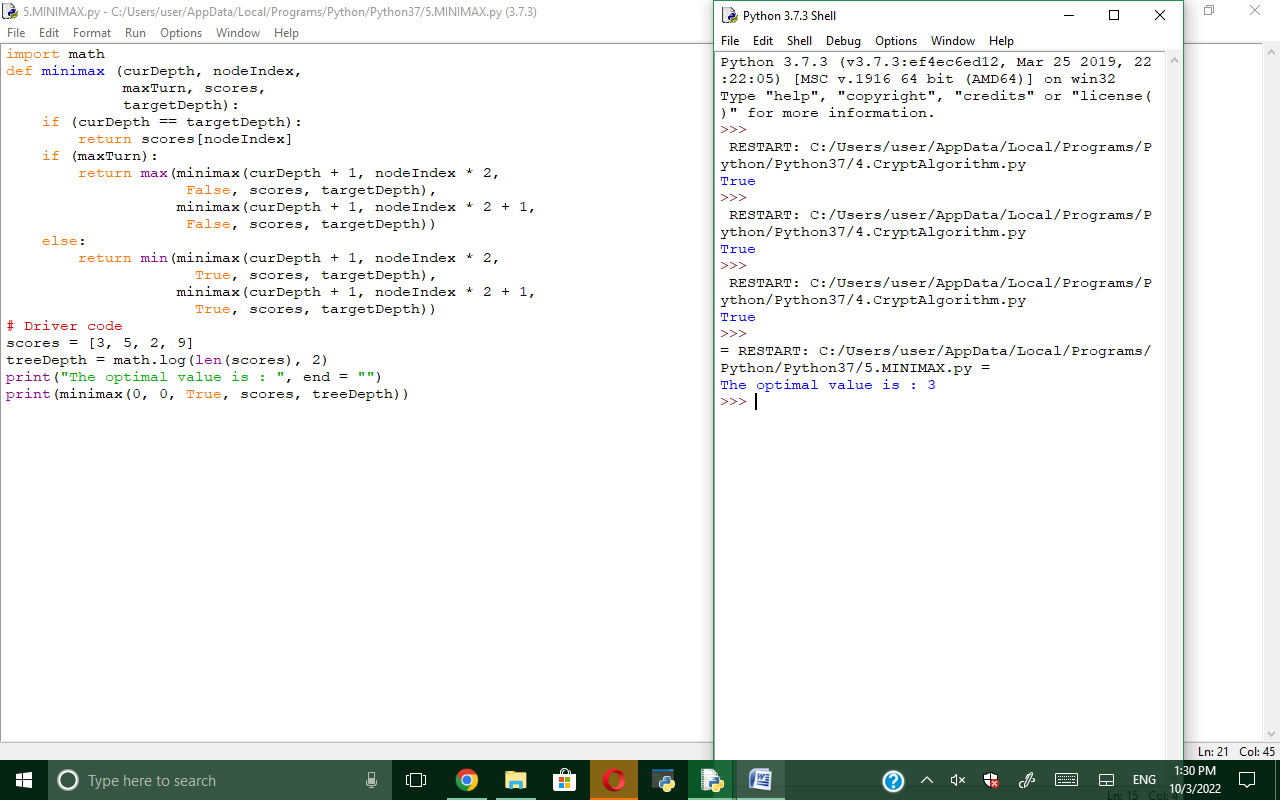 5.MINIMAX.py - C:/Users/user/AppData/Local/Programs/Python/Python37/5.MINIMAX.py (3.7.3)
File Edit Format Run Options Window Help
import math
def minimax (curDepth, nodeIndex,
             maxTurn, scores,
             targetDepth):
    if (curDepth == targetDepth):
        return scores[nodeIndex]
    if (maxTurn):
        return max(minimax(curDepth + 1, nodeIndex * 2,
                    False, scores, targetDepth),
                   minimax(curDepth + 1, nodeIndex * 2 + 1,
                    False, scores, targetDepth))
    else:
        return min(minimax(curDepth + 1, nodeIndex * 2,
                     True, scores, targetDepth),
                   minimax(curDepth + 1, nodeIndex * 2 + 1,
                     True, scores, targetDepth))
# Driver code
scores = [3, 5, 2, 9]
treeDepth = math.log(len(scores), 2)
print("The optimal value is : ", end = "")
print(minimax(0, 0, True, scores, treeDepth))
Python 3.7.3 Shell
File Edit Shell Debug Options Window Help
Python 3.7.3 (v3.7.3:ef4ec6ed12, Mar 25 2019, 22
:22:05) [MSC v.1916 64 bit (AMD64)] on win32
Type "help", "copyright", "credits" or "license(
)" for more information.
>>>
 RESTART: C:/Users/user/AppData/Local/Programs/P
ython/Python37/4.CryptAlgorithm.py
True
>>>
 RESTART: C:/Users/user/AppData/Local/Programs/P
ython/Python37/4.CryptAlgorithm.py
True
>>>
 RESTART: C:/Users/user/AppData/Local/Programs/P
ython/Python37/4.CryptAlgorithm.py
True
>>>
= RESTART: C:/Users/user/AppData/Local/Programs/
Python/Python37/5.MINIMAX.py =
The optimal value is : 3
>>>
Ln: 21 Col: 45
Type here to search
ENG
1:30 PM
10/3/2022
Ln: 15 Col: